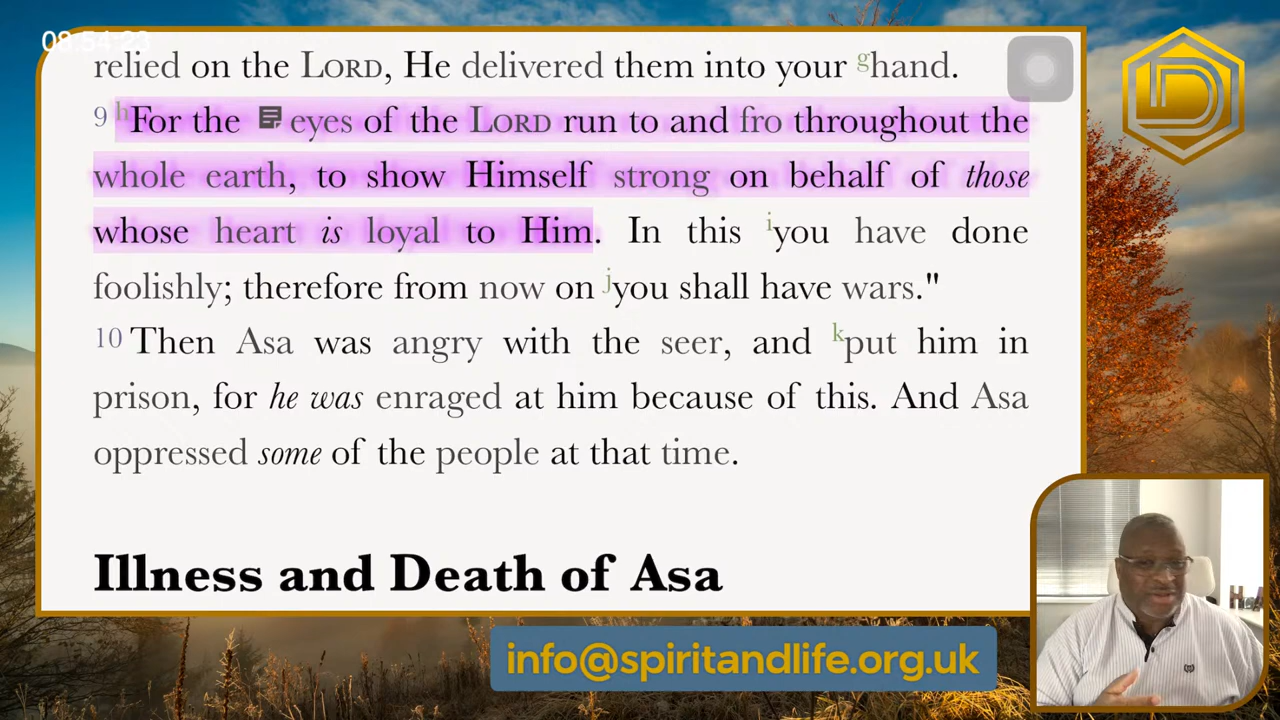 08:54:23
relied on the LORD, He delivered them into your ghand.
9 hFor the eyes of the LORD run to and fro throughout the
whole earth, to show Himself strong on behalf of those
whose heart is loyal to Him. In this iyou have done
foolishly; therefore from now on jyou shall have wars."
10 Then Asa was angry with the seer, and kput him in
prison, for he was enraged at him because of this. And Asa
oppressed some of the people at that time.
Illness and Death of Asa
info@spiritandlife.org.uk